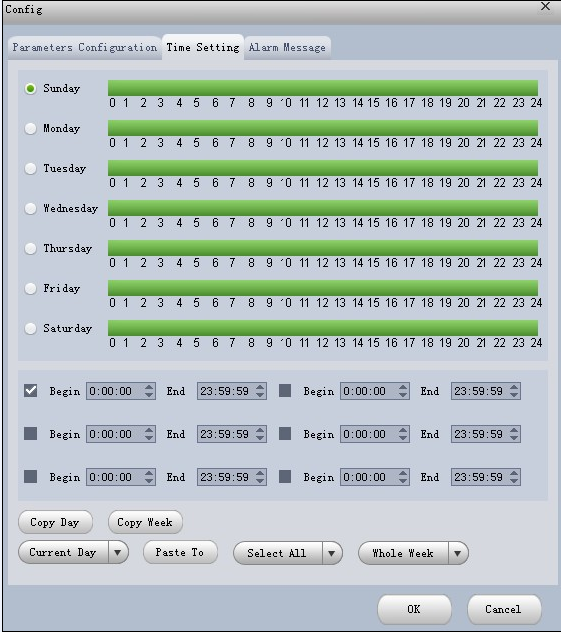 Config
Parameters Configuration Time Setting Alarm Message
Sunday
0 1 2 3 4 5 6 7 8 9 10 11 12 13 14 15 16 17 18 19 20 21 22 23 24
Monday
0 1 2 3 4 5 6 7 8 9 10 11 12 13 14 15 16 17 18 19 20 21 22 23 24
Tuesday
0 1 2 3 4 5 6 7 8 9 10 11 12 13 14 15 16 17 18 19 20 21 22 23 24
Wednesday
0 1 2 3 4 5 6 7 8 9 10 11 12 13 14 15 16 17 18 19 20 21 22 23 24
Thursday
0 1 2 3 4 5 6 7 8 9 10 11 12 13 14 15 16 17 18 19 20 21 22 23 24
Friday
0 1 2 3 4 5 6 7 8 9 10 11 12 13 14 15 16 17 18 19 20 21 22 23 24
Saturday
0 1 2 3 4 5 6 7 8 9 10 11 12 13 14 15 16 17 18 19 20 21 22 23 24
Begin 0:00:00 End 23:59:59 Begin 0:00:00 End 23:59:59
Begin 0:00:00 End 23:59:59 Begin 0:00:00 End 23:59:59
Begin 0:00:00 End 23:59:59 Begin 0:00:00 End 23:59:59
Copy Day Copy Week
Current Day Paste To Select All Whole Week
OK Cancel